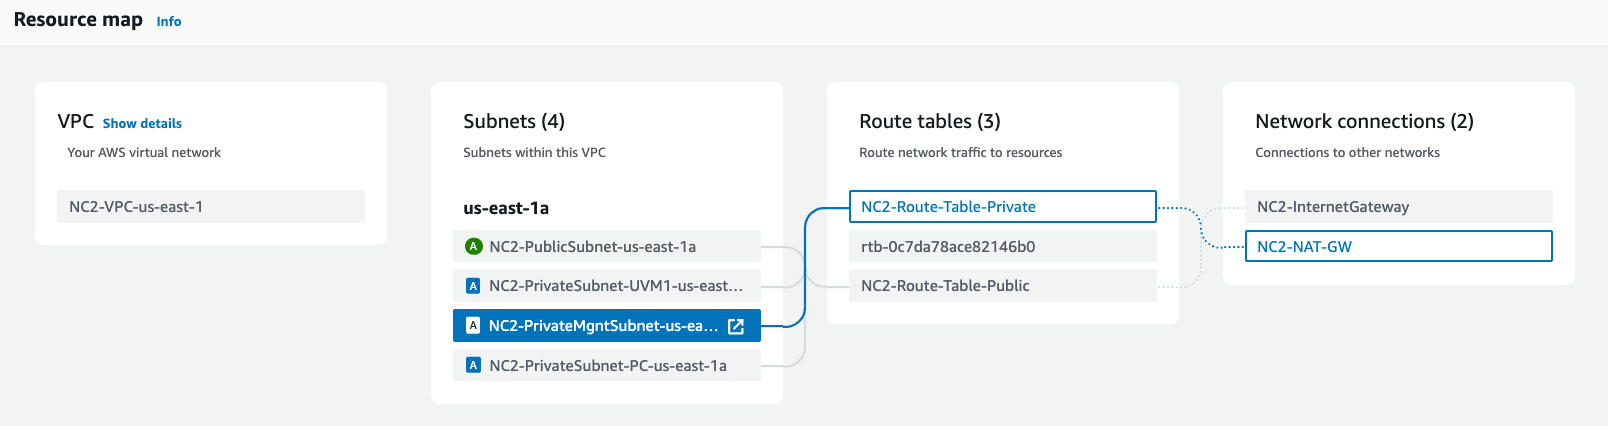 Resource map Info
VPC Show details
Your AWS virtual network
NC2-VPC-us-east-1
Subnets (4)
Subnets within this VPC
us-east-1a
A NC2-PublicSubnet-us-east-1a
A NC2-PrivateSubnet-UVM1-us-east...
A NC2-PrivateMgntSubnet-us-ea...
A NC2-PrivateSubnet-PC-us-east-1a
Route tables (3)
Route network traffic to resources
NC2-Route-Table-Private
rtb-0c7da78ace82146b0
NC2-Route-Table-Public
Network connections (2)
Connections to other networks
NC2-InternetGateway
NC2-NAT-GW